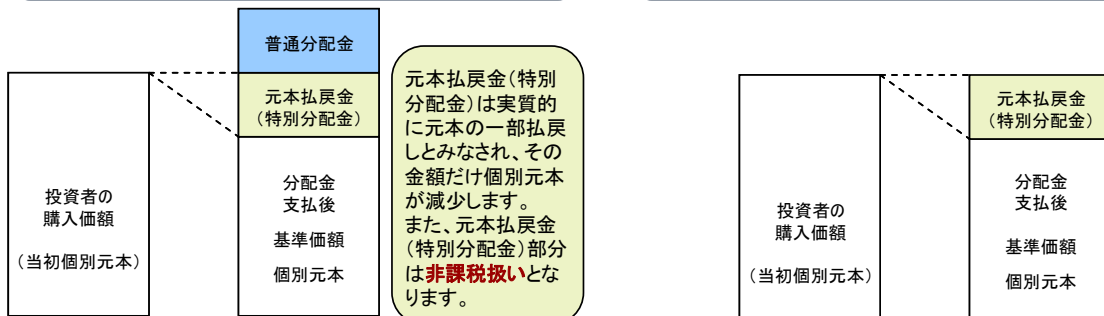 普通分配金
元本払戻金
(特別分配金)
投資者の
購入価額
(当初個別元本)
分配金
支払後
基準価額
個別元本
元本払戻金(特別
分配金)は実質的
に元本の一部払戻
しとみなされ、その
金額だけ個別元本
が減少します。
また、元本払戻金
(特別分配金)部分
は非課税扱いとな
ります。
投資者の
購入価額
(当初個別元本)
元本払戻金
(特別分配金)
分配金
支払後
基準価額
個別元本